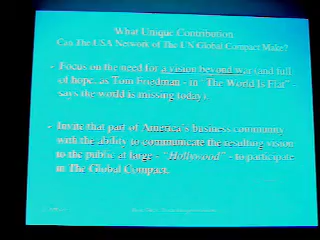 What Unique Contribution
Can The USA Network of The UN Global Compact Make?
Focus on the need for a vision beyond war (and full
of hope, as Tom Friedman - in "The World Is Flat"
says the world is missing today)
Invite that part of America's business community
with the ability to communicate the resulting vision
to the public at large - "Hollywood" - to participate
in The Global Compact.